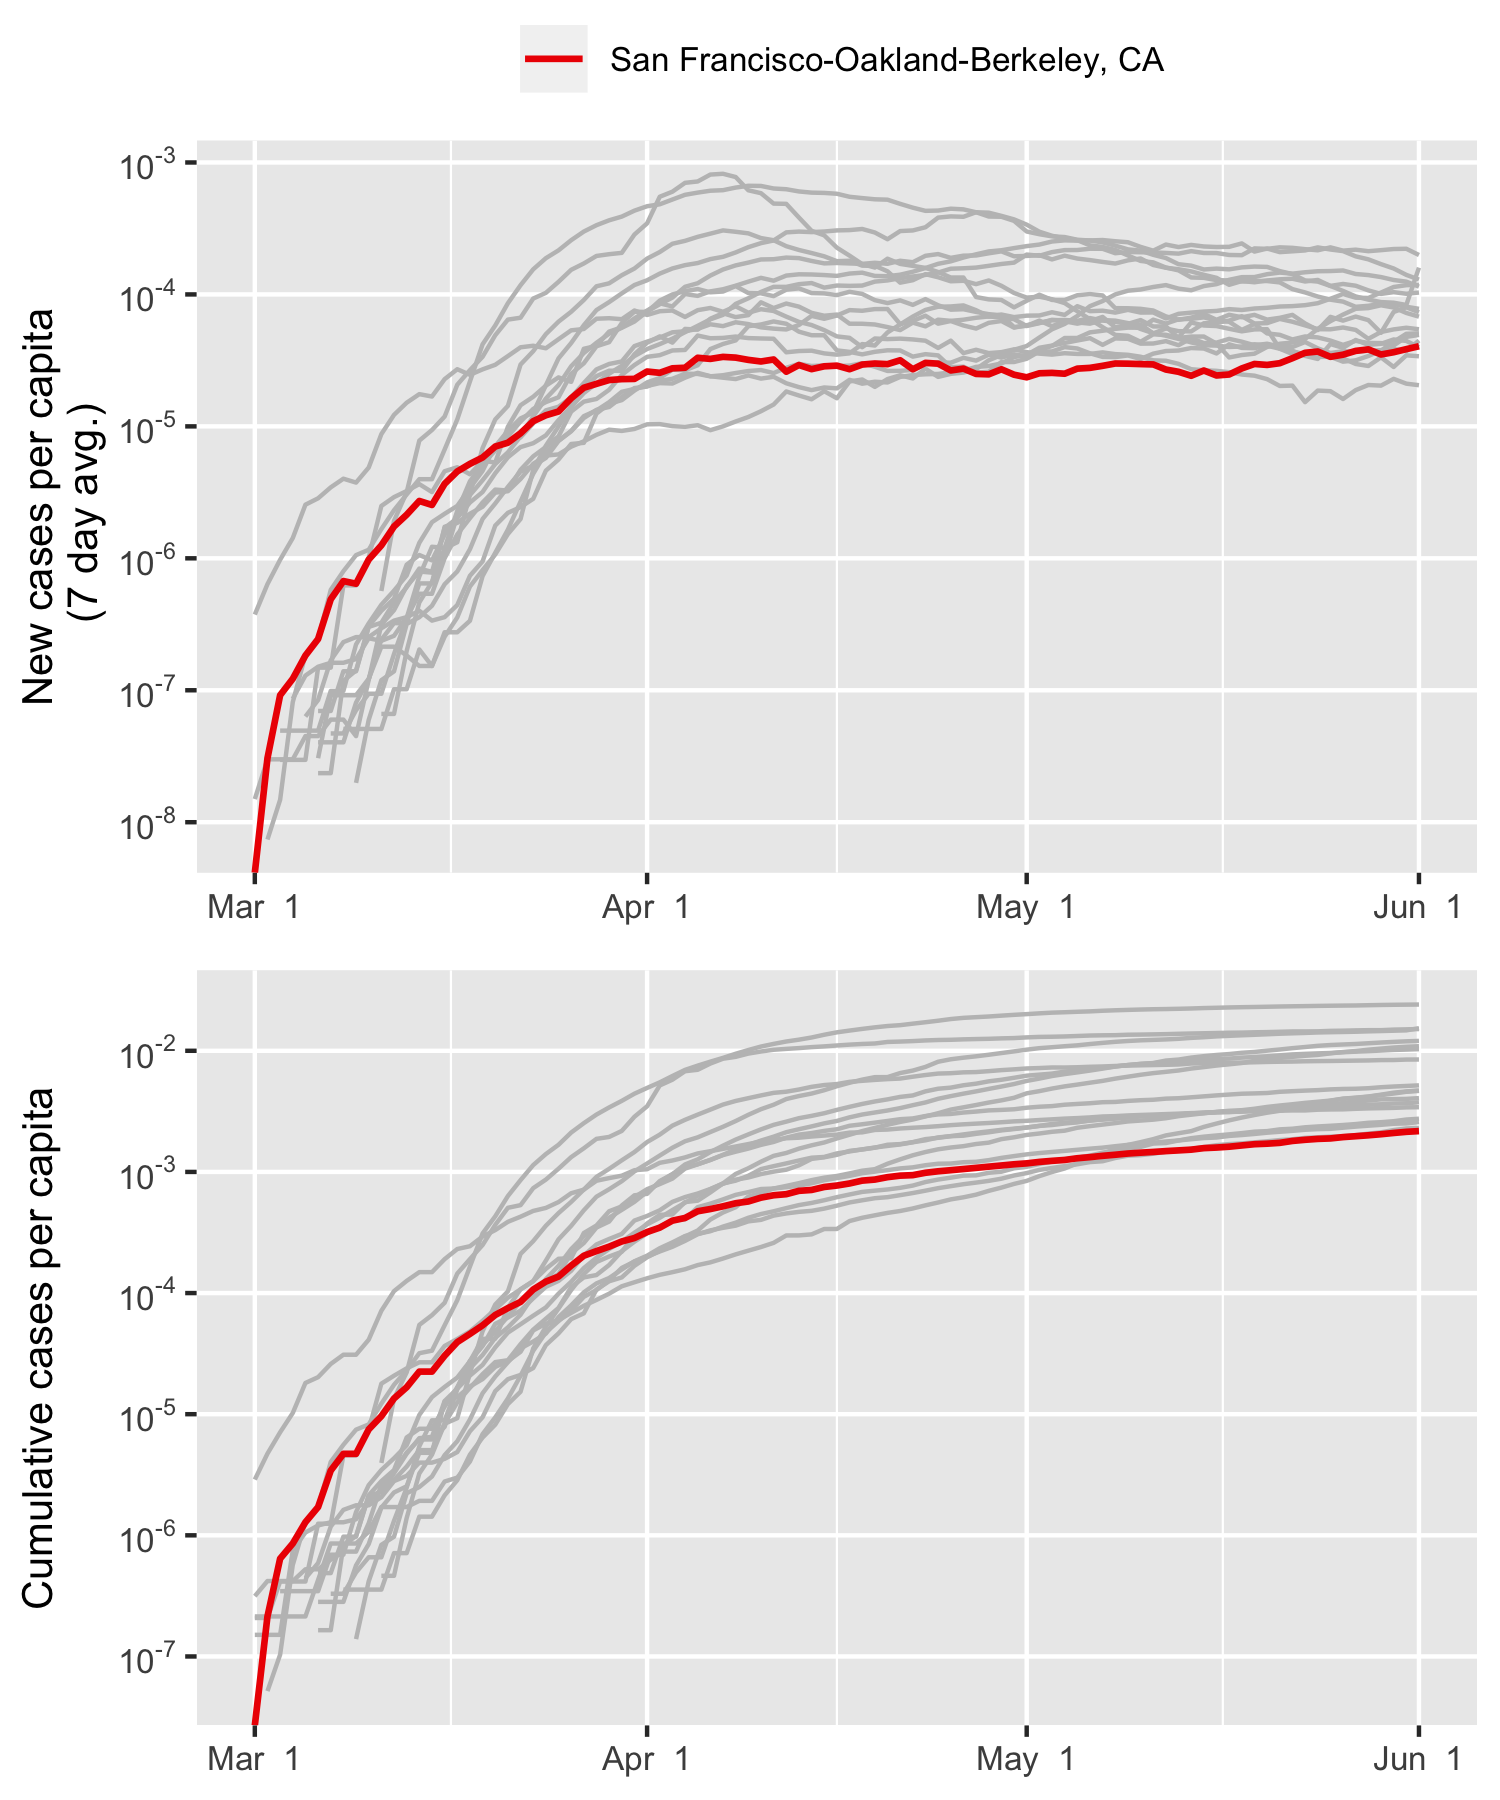 San Francisco-Oakland-Berkeley, CA
New cases per capita
(7 day avg.)
10⁻³
10⁻⁴
10⁻⁵
10⁻⁶
10⁻⁷
10⁻⁸
Mar 1 Apr 1 May 1 Jun 1
Cumulative cases per capita
10⁻²
10⁻³
10⁻⁴
10⁻⁵
10⁻⁶
10⁻⁷
Mar 1 Apr 1 May 1 Jun 1